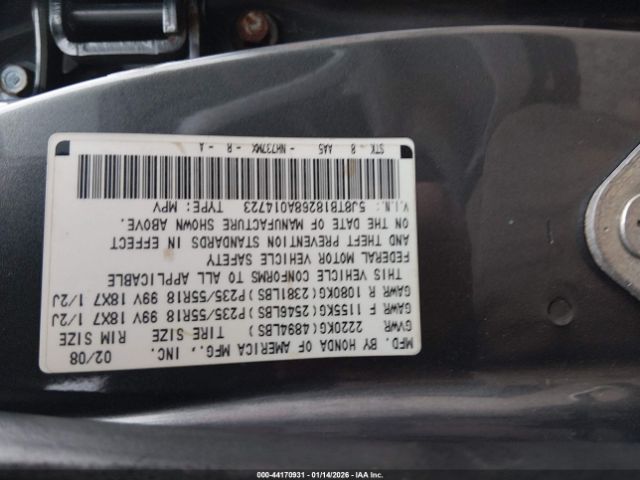 MFD. BY HONDA OF AMERICA MFG., INC. 02/08
GVWR TIRE SIZE RIM SIZE
2220KG(4894LBS)
GAWR F 1155KG(2546LBS) P235/55R18 99V 18X7 1/2J
GAWR R 1080KG(2381LBS) P235/55R18 99V 18X7 1/2J
THIS VEHICLE CONFORMS TO ALL APPLICABLE
FEDERAL MOTOR VEHICLE SAFETY
AND THEFT PREVENTION STANDARDS IN EFFECT
ON THE DATE OF MANUFACTURE SHOWN ABOVE.
V.I.N.: 5J8TB18268A014723 TYPE: MPV
STK - 8 AA5 - NH737MX - R - A
000-44170931 - 01/14/2026 - IAA Inc.